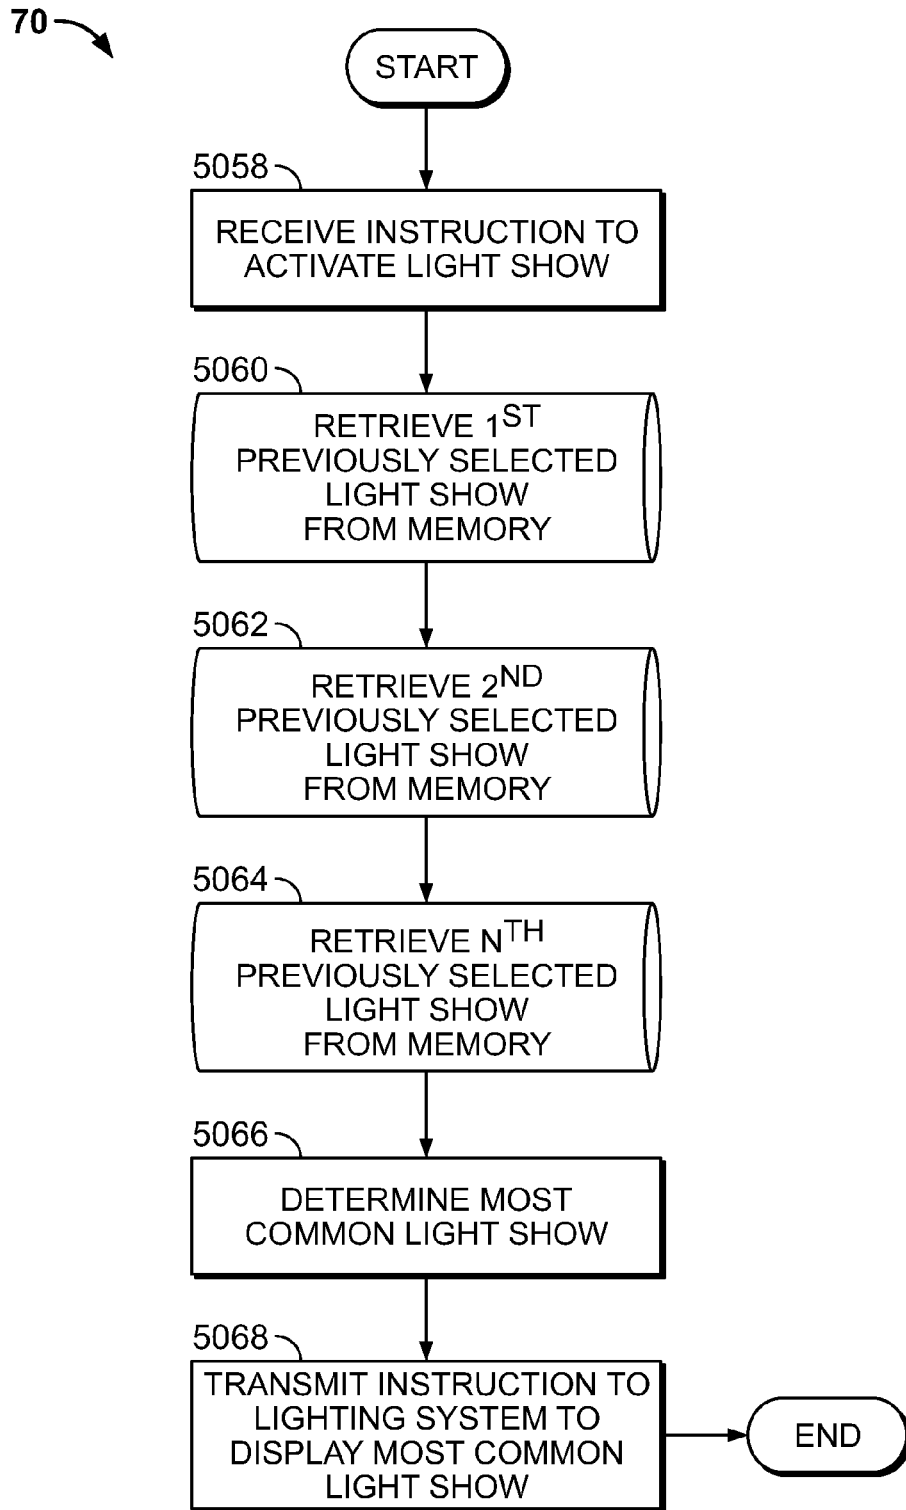 70
START
5058
RECEIVE INSTRUCTION TO
ACTIVATE LIGHT SHOW
5060
RETRIEVE 1ST
PREVIOUSLY SELECTED
LIGHT SHOW
FROM MEMORY
5062
RETRIEVE 2ND
PREVIOUSLY SELECTED
LIGHT SHOW
FROM MEMORY
5064
RETRIEVE NTH
PREVIOUSLY SELECTED
LIGHT SHOW
FROM MEMORY
5066
DETERMINE MOST
COMMON LIGHT SHOW
5068
TRANSMIT INSTRUCTION TO
LIGHTING SYSTEM TO
DISPLAY MOST COMMON
LIGHT SHOW
END